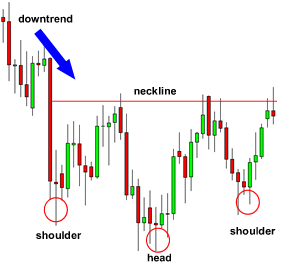 downtrend
neckline
shoulder
shoulder
head